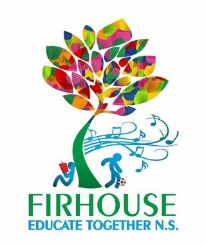 FIRHOUSE
EDUCATE TOGETHER N.S.